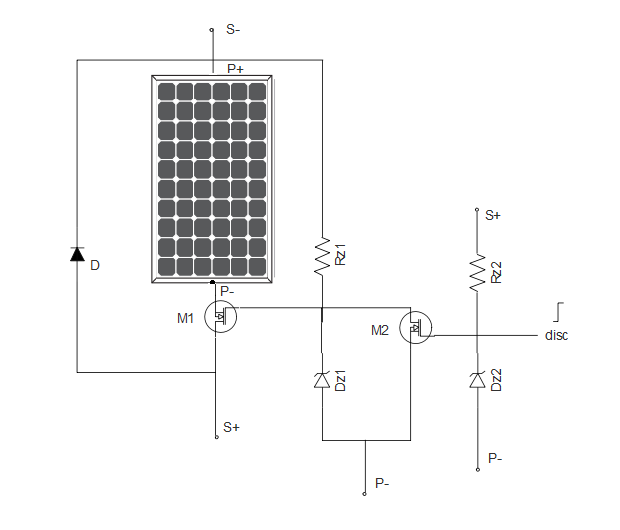 S-
P+
S+
Rz1
Rz2
D
P-
M1
M2
disc
Dz1
Dz2
S+
P-
P-